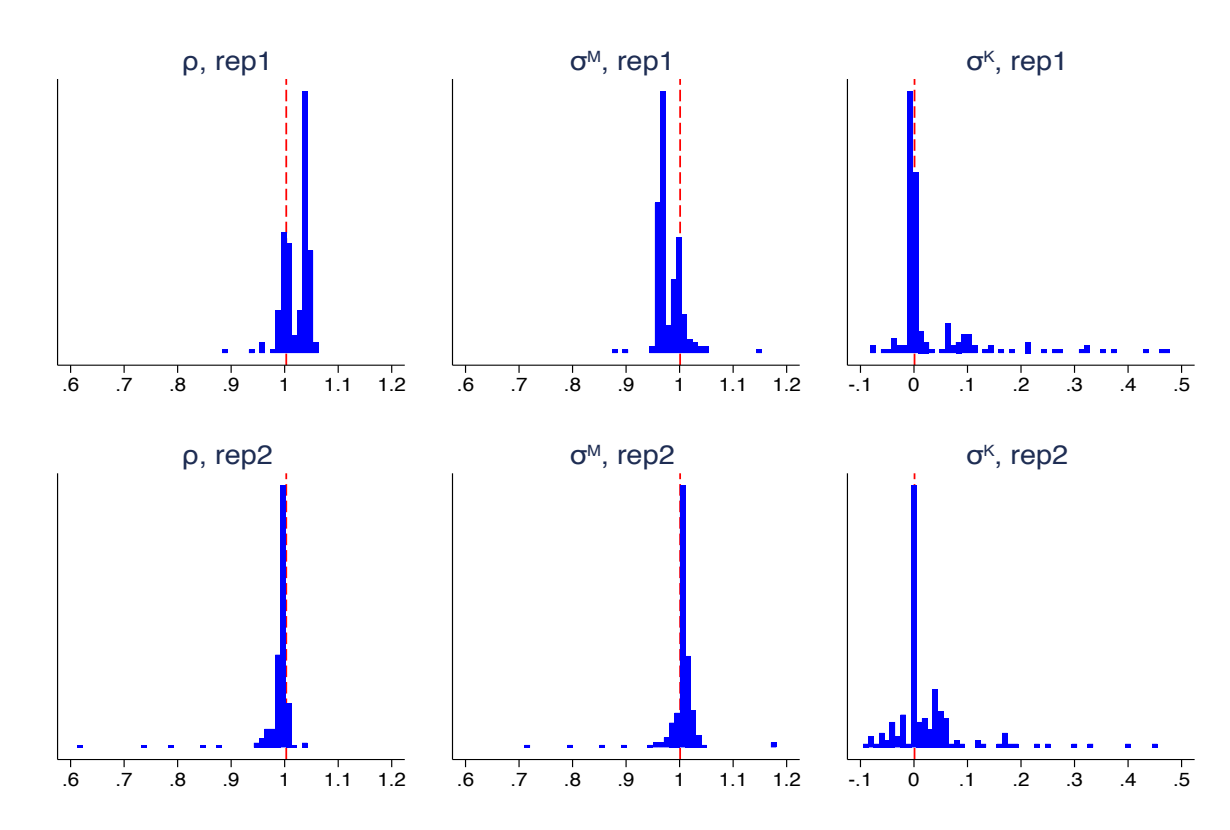 ρ, rep1
σᴹ, rep1
σᴷ, rep1
.6 .7 .8 .9 1 1.1 1.2
.6 .7 .8 .9 1 1.1 1.2
-.1 0 .1 .2 .3 .4 .5
ρ, rep2
σᴹ, rep2
σᴷ, rep2
.6 .7 .8 .9 1 1.1 1.2
.6 .7 .8 .9 1 1.1 1.2
-.1 0 .1 .2 .3 .4 .5